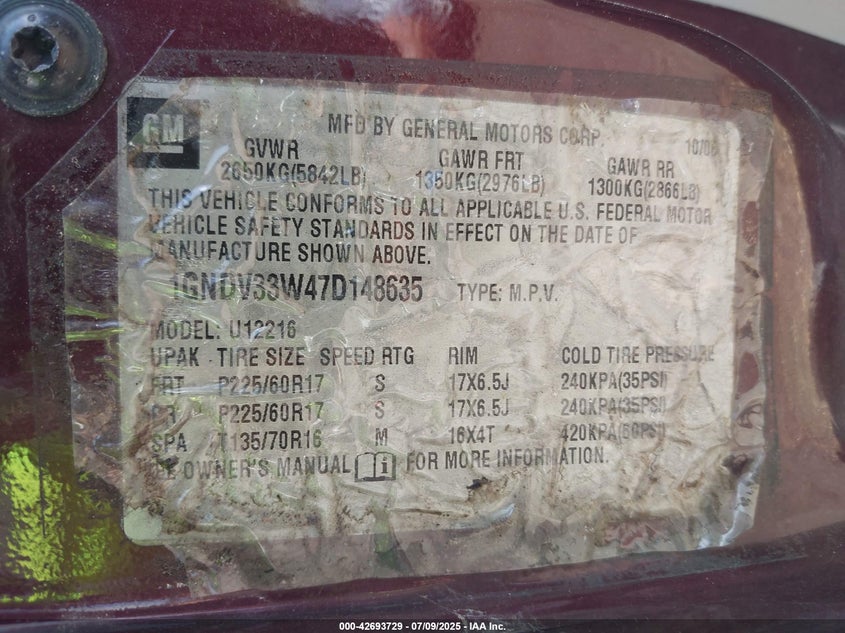 GM
MFD BY GENERAL MOTORS CORP. 10/06
GVWR GAWR FRT GAWR RR
2650KG(5842LB) 1350KG(2976LB) 1300KG(2866LB)
THIS VEHICLE CONFORMS TO ALL APPLICABLE U.S. FEDERAL MOTOR
VEHICLE SAFETY STANDARDS IN EFFECT ON THE DATE OF
MANUFACTURE SHOWN ABOVE.
1GNDV33W47D148635 TYPE: M.P.V.
MODEL: U12216
UPAK - TIRE SIZE SPEED RTG RIM COLD TIRE PRESSURE
FRT P225/60R17 S 17X6.5J 240KPA(35PSI)
RR P225/60R17 S 17X6.5J 240KPA(35PSI)
SPA T135/70R16 M 16X4T 420KPA(60PSI)
SEE OWNER'S MANUAL FOR MORE INFORMATION.
000-42693729 - 07/09/2025 - IAA Inc.